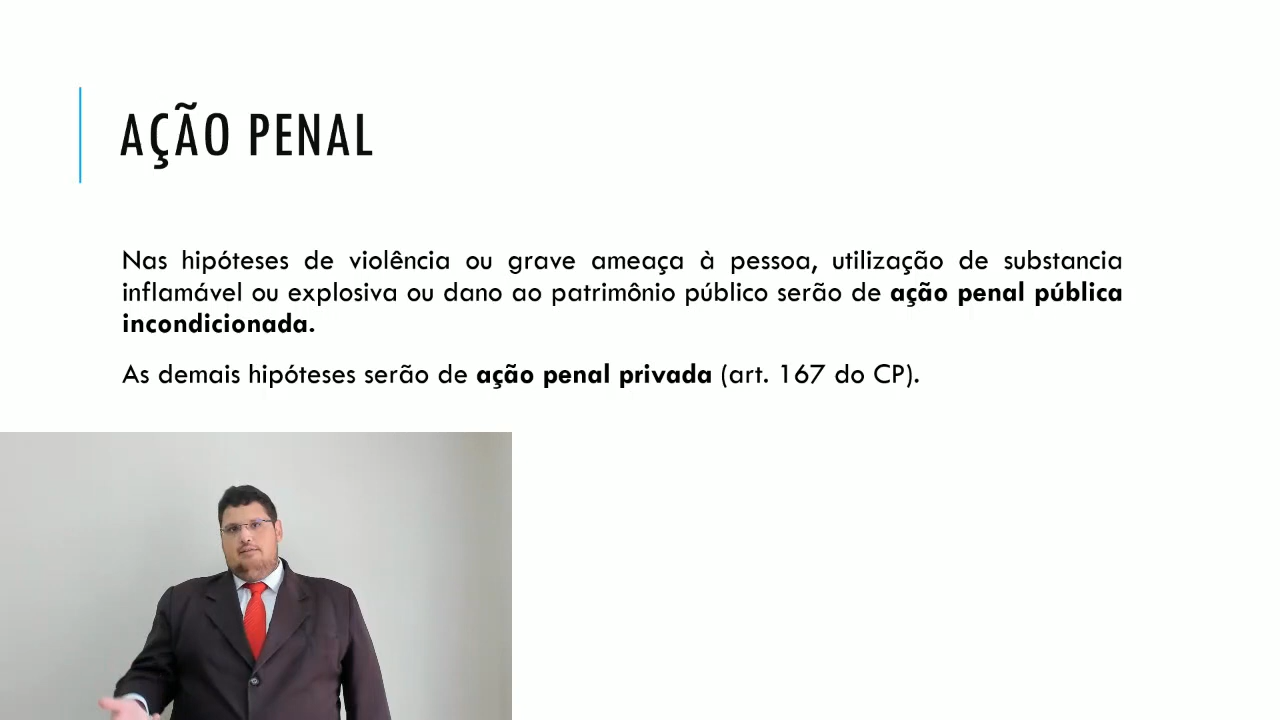 AÇÃO PENAL
Nas hipóteses de violência ou grave ameaça à pessoa, utilização de substancia
inflamável ou explosiva ou dano ao patrimônio público serão de ação penal pública
incondicionada.
As demais hipóteses serão de ação penal privada (art. 167 do CP).